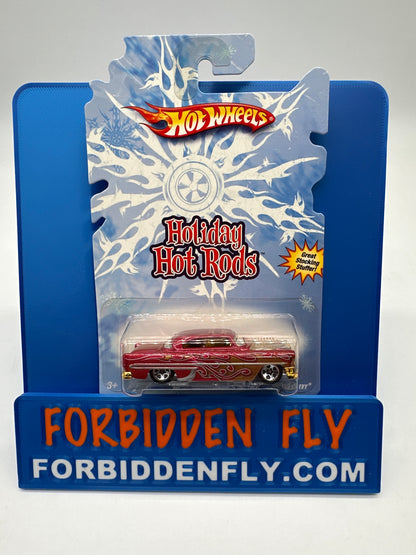 HOT WHEELS
Holiday
Hot Rods
Great
Stocking
Stuffer!
3+
FORBIDDEN FLY
FORBIDDENFLY.COM